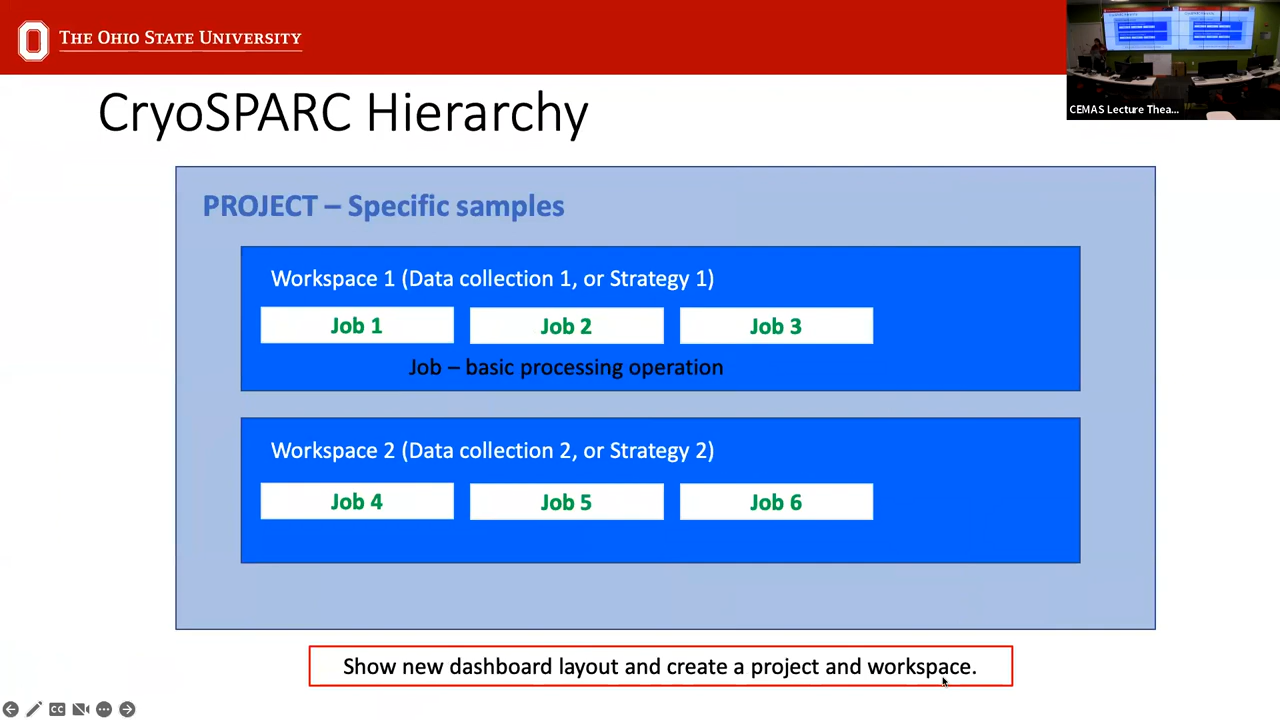 THE OHIO STATE UNIVERSITY
CEMAS Lecture Thea...
CryoSPARC Hierarchy
PROJECT – Specific samples
Workspace 1 (Data collection 1, or Strategy 1)
Job 1
Job 2
Job 3
Job – basic processing operation
Workspace 2 (Data collection 2, or Strategy 2)
Job 4
Job 5
Job 6
Show new dashboard layout and create a project and workspace.
CC